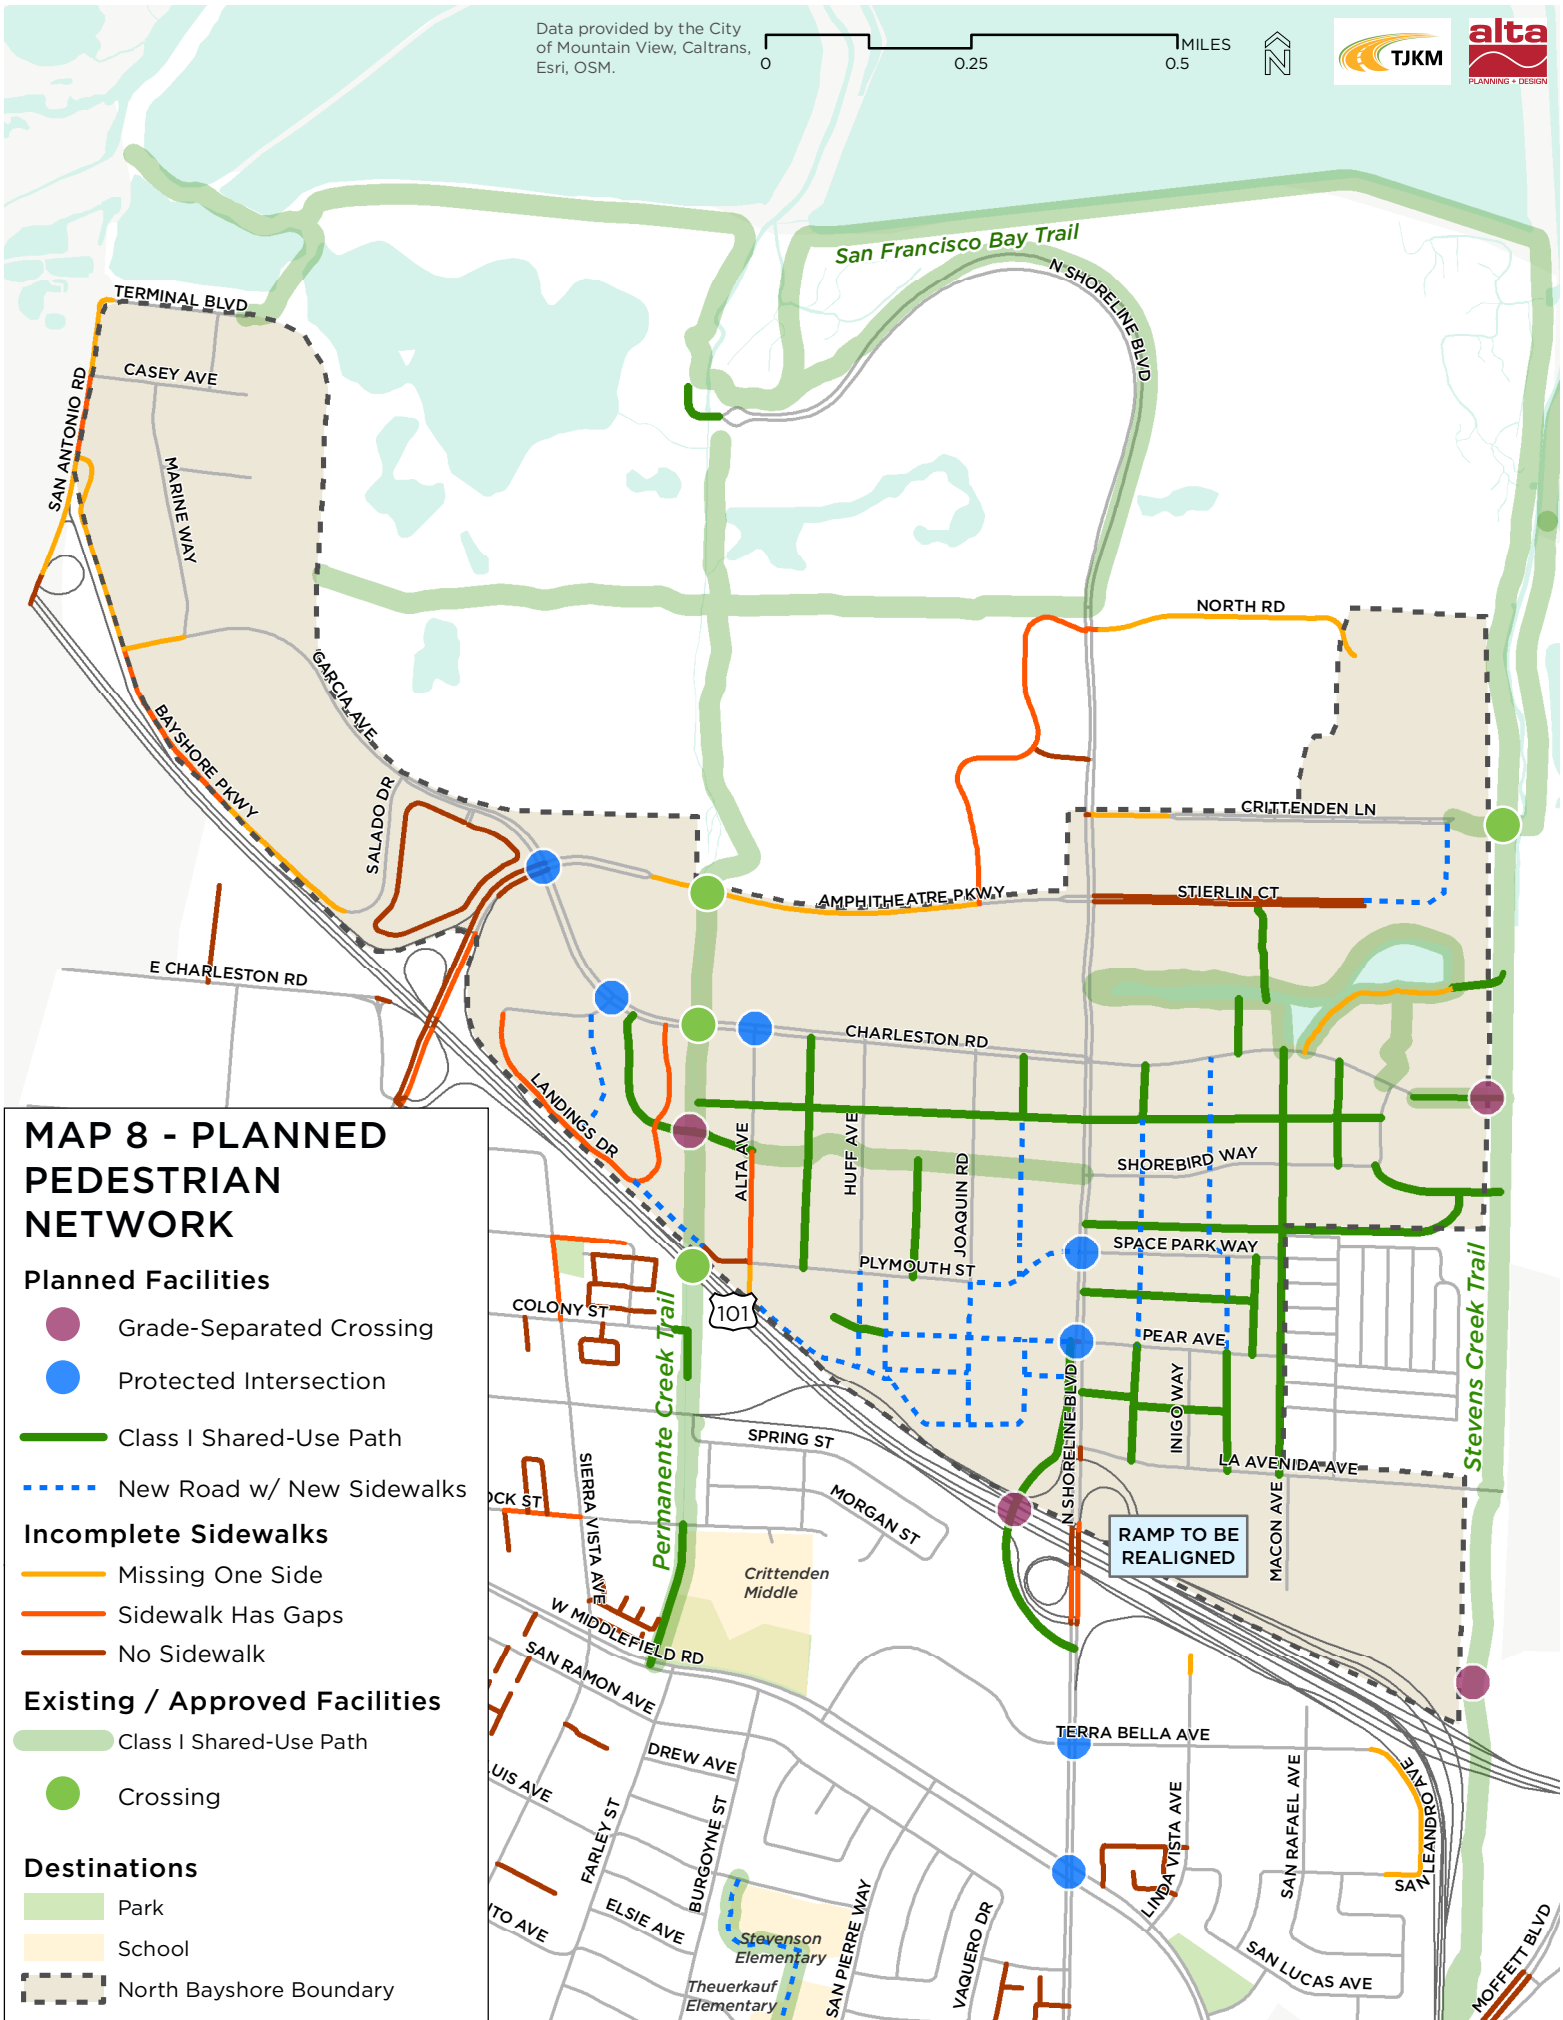 Data provided by the City
of Mountain View, Caltrans,
Esri, OSM.
0
0.25
0.5
MILES
N
TJKM
alta
PLANNING + DESIGN
San Francisco Bay Trail
N SHORELINE BLVD
TERMINAL BLVD
CASEY AVE
SAN ANTONIO RD
MARINE WAY
NORTH RD
GARCIA AVE
BAYSHORE PKWY
SALADO DR
CRITTENDEN LN
AMPHITHEATRE PKWY
STIERLIN CT
E CHARLESTON RD
CHARLESTON RD
LANDINGS DR
ALTA AVE
HUFF AVE
JOAQUIN RD
SHOREBIRD WAY
SPACE PARK WAY
PLYMOUTH ST
PEAR AVE
COLONY ST
101
Permanente Creek Trail
Stevens Creek Trail
INIGO WAY
N SHORELINE BLVD
LA AVENIDA AVE
MACON AVE
SPRING ST
MORGAN ST
SIERRA VISTA AVE
OCK ST
RAMP TO BE
REALIGNED
Crittenden
Middle
W MIDDLEFIELD RD
SAN RAMON AVE
TERRA BELLA AVE
DREW AVE
UIS AVE
FARLEY ST
BURGOYNE ST
LINDA VISTA AVE
SAN RAFAEL AVE
SAN LEANDRO AVE
ELSIE AVE
ITO AVE
Stevenson
Elementary
Theuerkauf
Elementary
SAN PIERRE WAY
VAQUERO DR
SAN LUCAS AVE
MOFFETT BLVD
MAP 8 - PLANNED
PEDESTRIAN
NETWORK
Planned Facilities
Grade-Separated Crossing
Protected Intersection
Class I Shared-Use Path
New Road w/ New Sidewalks
Incomplete Sidewalks
Missing One Side
Sidewalk Has Gaps
No Sidewalk
Existing / Approved Facilities
Class I Shared-Use Path
Crossing
Destinations
Park
School
North Bayshore Boundary